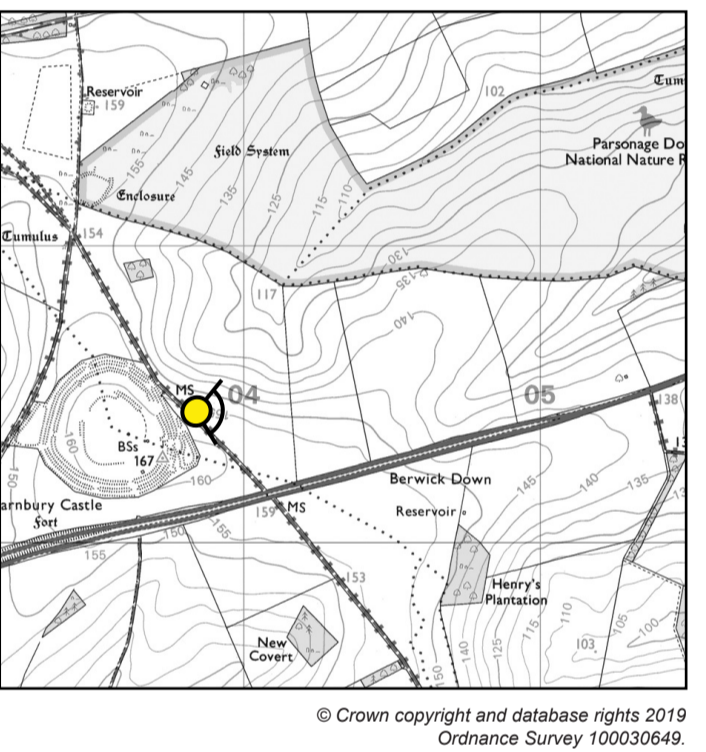 Reservoir
159
102
Tum
Parsonage Do
National Nature R
Field System
155
145
135
125
115
110
Enclosure
Tumulus
154
130
135
117
140
MS
04
05
138
BSs
167
160
160
150
arnbury Castle
fort
155
150
155
159
MS
Berwick Down
Reservoir
145
140
135
13
153
Henry's
Plantation
New
Covert
150
140
125
115
110
103
105
100
© Crown copyright and database rights 2019
Ordnance Survey 100030649.